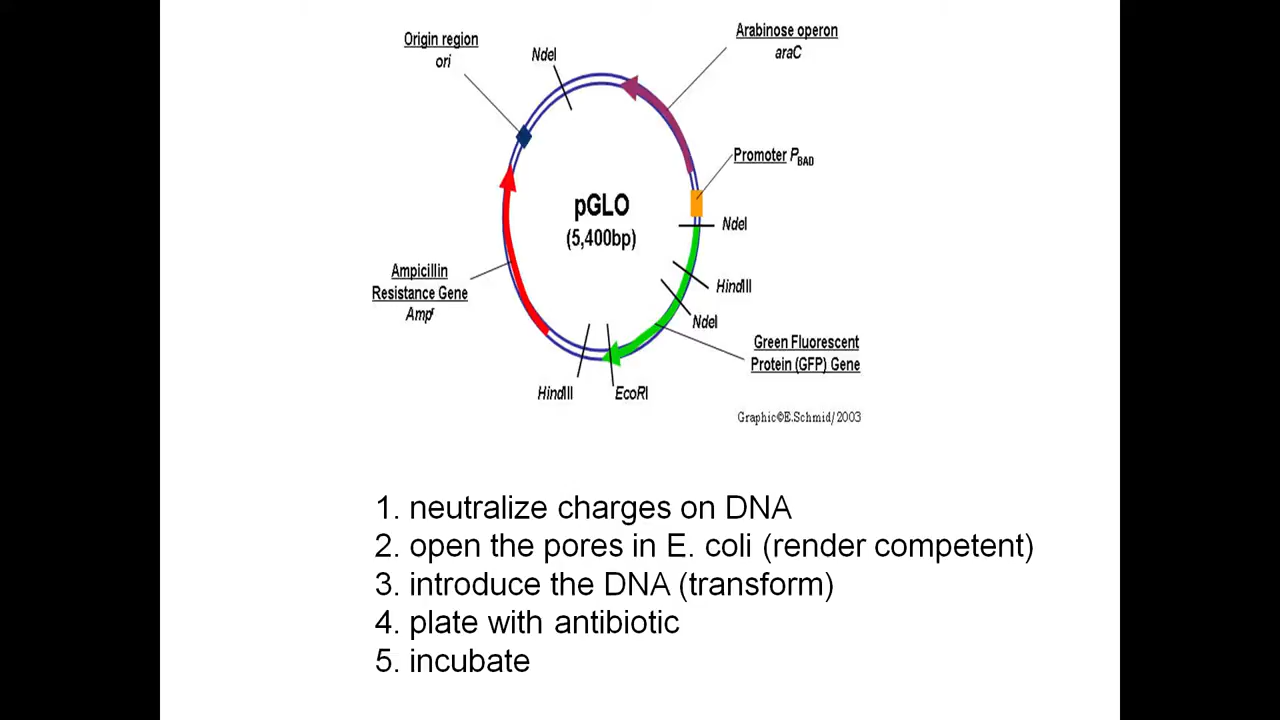 Origin region
ori
NdeI
Arabinose operon
araC
Promoter PBAD
pGLO
(5,400bp)
NdeI
HindIII
NdeI
Ampicillin
Resistance Gene
Ampr
Green Fluorescent
Protein (GFP) Gene
HindIII
EcoRI
Graphic©E.Schmid/2003
1. neutralize charges on DNA
2. open the pores in E. coli (render competent)
3. introduce the DNA (transform)
4. plate with antibiotic
5. incubate